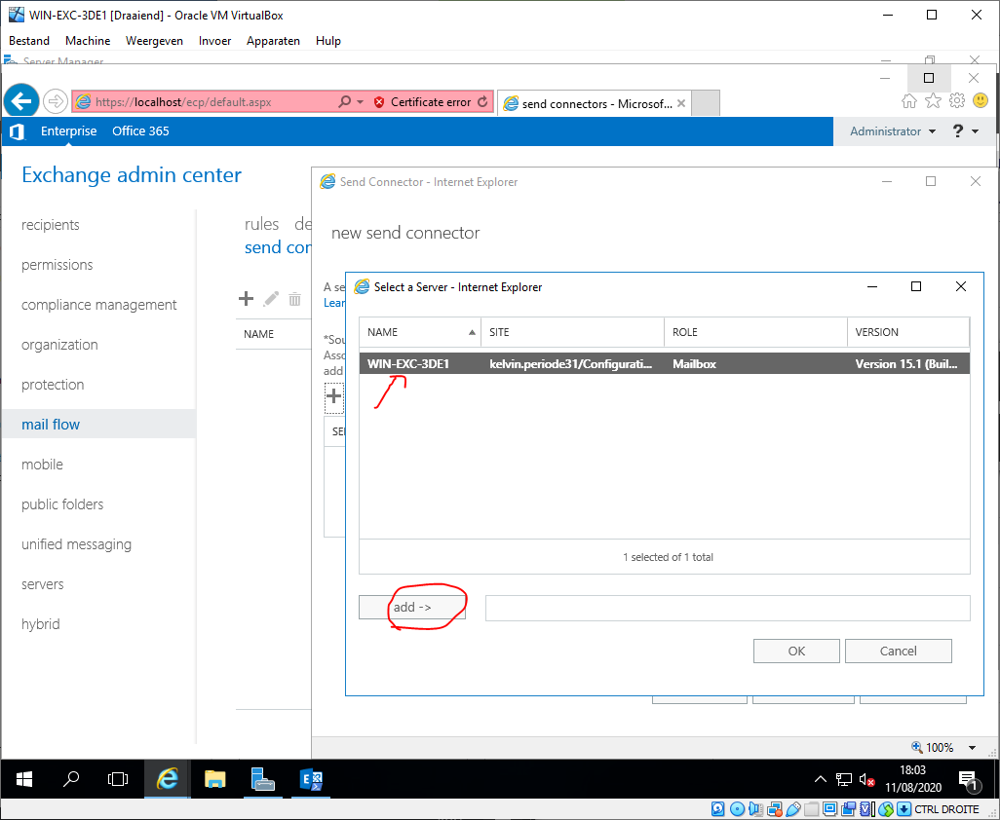 WIN-EXC-3DE1 [Draaiend] - Oracle VM VirtualBox
Bestand Machine Weergeven Invoer Apparaten Hulp
Server Manager
https://localhost/ecp/default.aspx Certificate error send connectors - Microsof...
Enterprise Office 365 Administrator ?
Exchange admin center
Send Connector - Internet Explorer
recipients
permissions
compliance management
organization
protection
mail flow
mobile
public folders
unified messaging
servers
hybrid
rules de
send cor
NAME
new send connector
A se
Lear
*Sou
Asso
add
SE
Select a Server - Internet Explorer
NAME SITE ROLE VERSION
WIN-EXC-3DE1 kelvin.periode31/Configurati... Mailbox Version 15.1 (Buil...
1 selected of 1 total
add ->
OK Cancel
100%
18:03
11/08/2020
1
CTRL DROITE